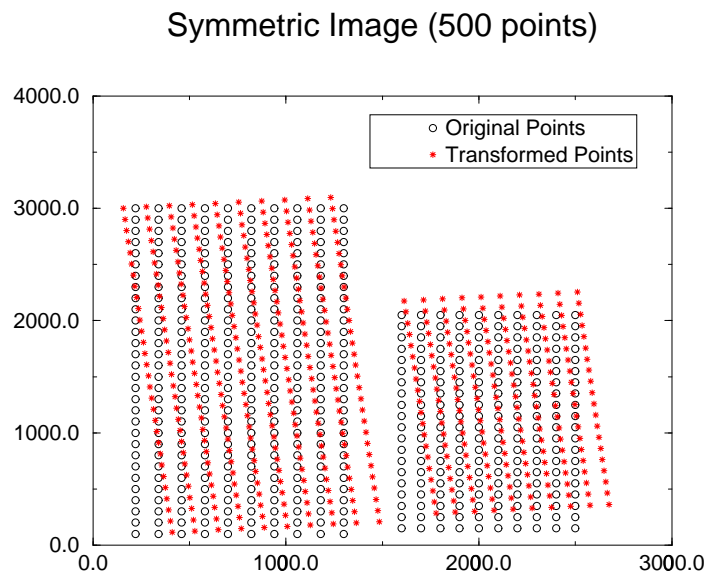 Symmetric Image (500 points)
4000.0
3000.0
2000.0
1000.0
0.0
Original Points
Transformed Points
0.0 1000.0 2000.0 3000.0